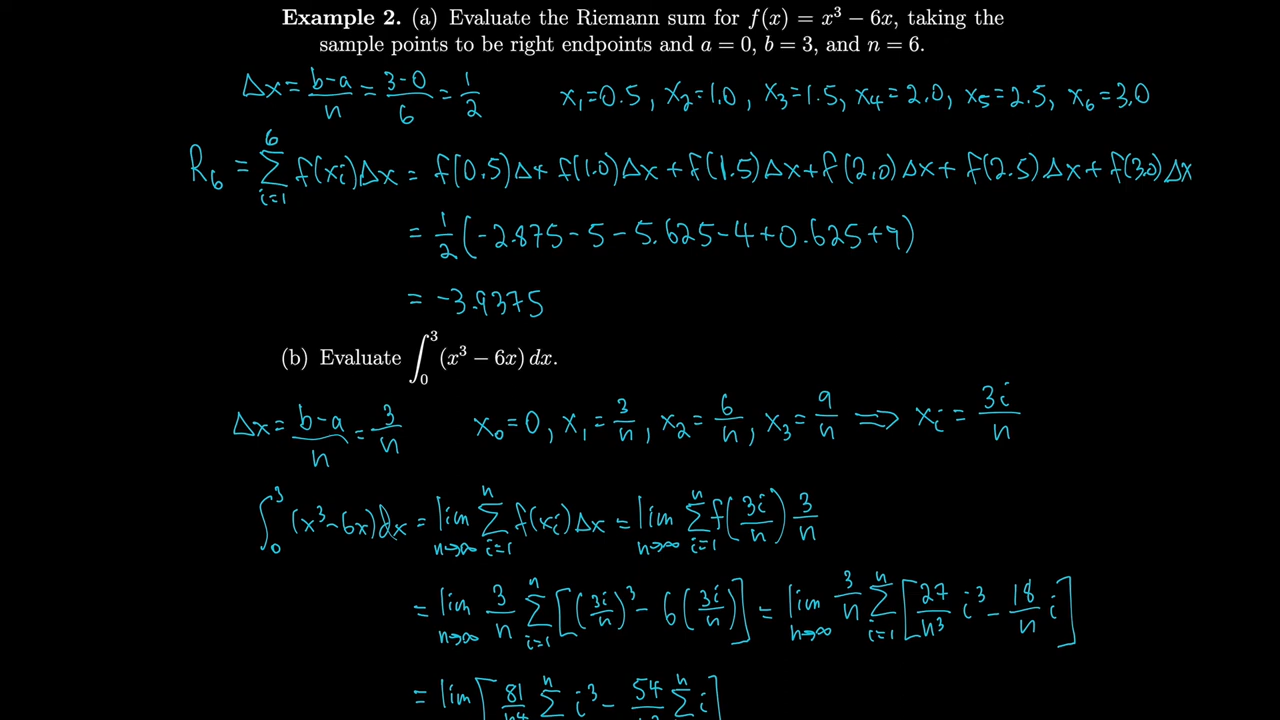 Example 2. (a) Evaluate the Riemann sum for f(x) = x³ − 6x, taking the
sample points to be right endpoints and a = 0, b = 3, and n = 6.
Δx = (b−a)/n = (3−0)/6 = 1/2    x₁=0.5, x₂=1.0, x₃=1.5, x₄=2.0, x₅=2.5, x₆=3.0
R₆ = ∑_{i=1}^{6} f(xᵢ)Δx = f(0.5)Δx + f(1.0)Δx + f(1.5)Δx + f(2.0)Δx + f(2.5)Δx + f(3.0)Δx
= 1/2 (−2.875 − 5 − 5.625 − 4 + 0.625 + 9)
= −3.9375
(b) Evaluate ∫₀³ (x³ − 6x) dx.
Δx = (b−a)/n = 3/n    x₀=0, x₁=3/n, x₂=6/n, x₃=9/n ⟹ xᵢ = 3i/n
∫₀³ (x³−6x)dx = lim_{n→∞} ∑_{i=1}^{n} f(xᵢ)Δx = lim_{n→∞} ∑_{i=1}^{n} f(3i/n) 3/n
= lim_{n→∞} 3/n ∑_{i=1}^{n} [(3i/n)³ − 6(3i/n)] = lim_{n→∞} 3/n ∑_{i=1}^{n} [27/n³ i³ − 18/n i]
= lim [81/n⁴ ∑^{n} i³ − 54/n² ∑^{n} i]